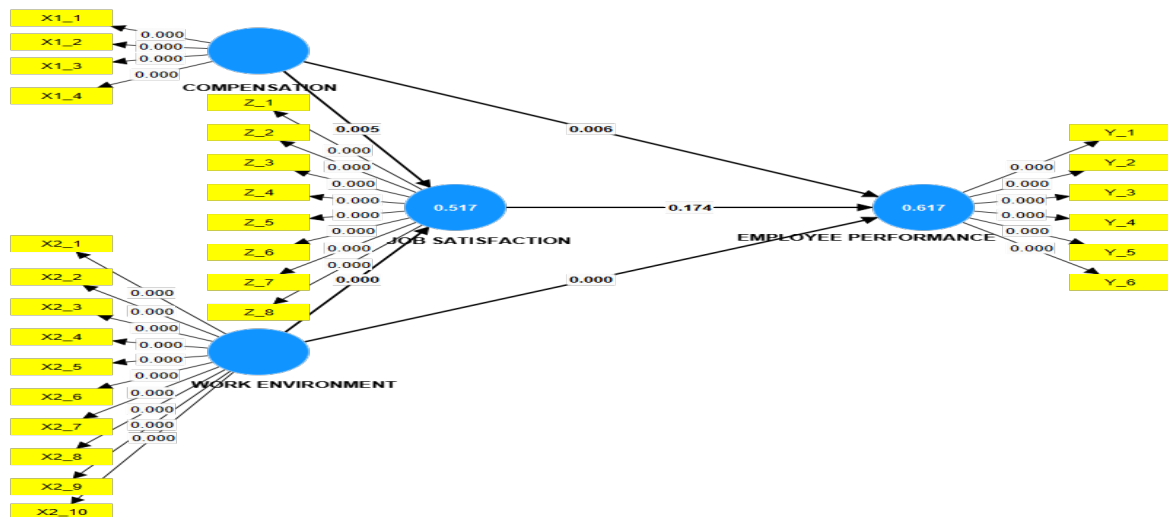 X1_1
X1_2
X1_3
X1_4
0.000
0.000
0.000
0.000
COMPENSATION
Z_1
Z_2
Z_3
Z_4
Z_5
Z_6
Z_7
Z_8
0.005
0.000
0.000
0.000
0.000
0.000
0.000
0.000
0.000
0.000
0.517
JOB SATISFACTION
0.006
0.174
0.000
0.617
EMPLOYEE PERFORMANCE
0.000
0.000
0.000
0.000
0.000
0.000
Y_1
Y_2
Y_3
Y_4
Y_5
Y_6
X2_1
X2_2
X2_3
X2_4
X2_5
X2_6
X2_7
X2_8
X2_9
X2_10
0.000
0.000
0.000
0.000
0.000
0.000
0.000
0.000
0.000
0.000
WORK ENVIRONMENT